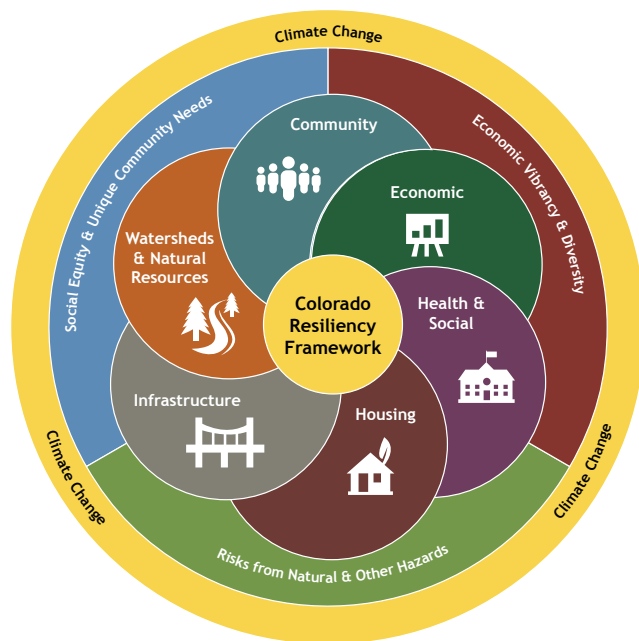 Climate Change
Social Equity & Unique Community Needs
Economic Vibrancy & Diversity
Community
Economic
Watersheds
& Natural
Resources
Colorado
Resiliency
Framework
Health &
Social
Infrastructure
Housing
Climate Change
Climate Change
Risks from Natural & Other Hazards